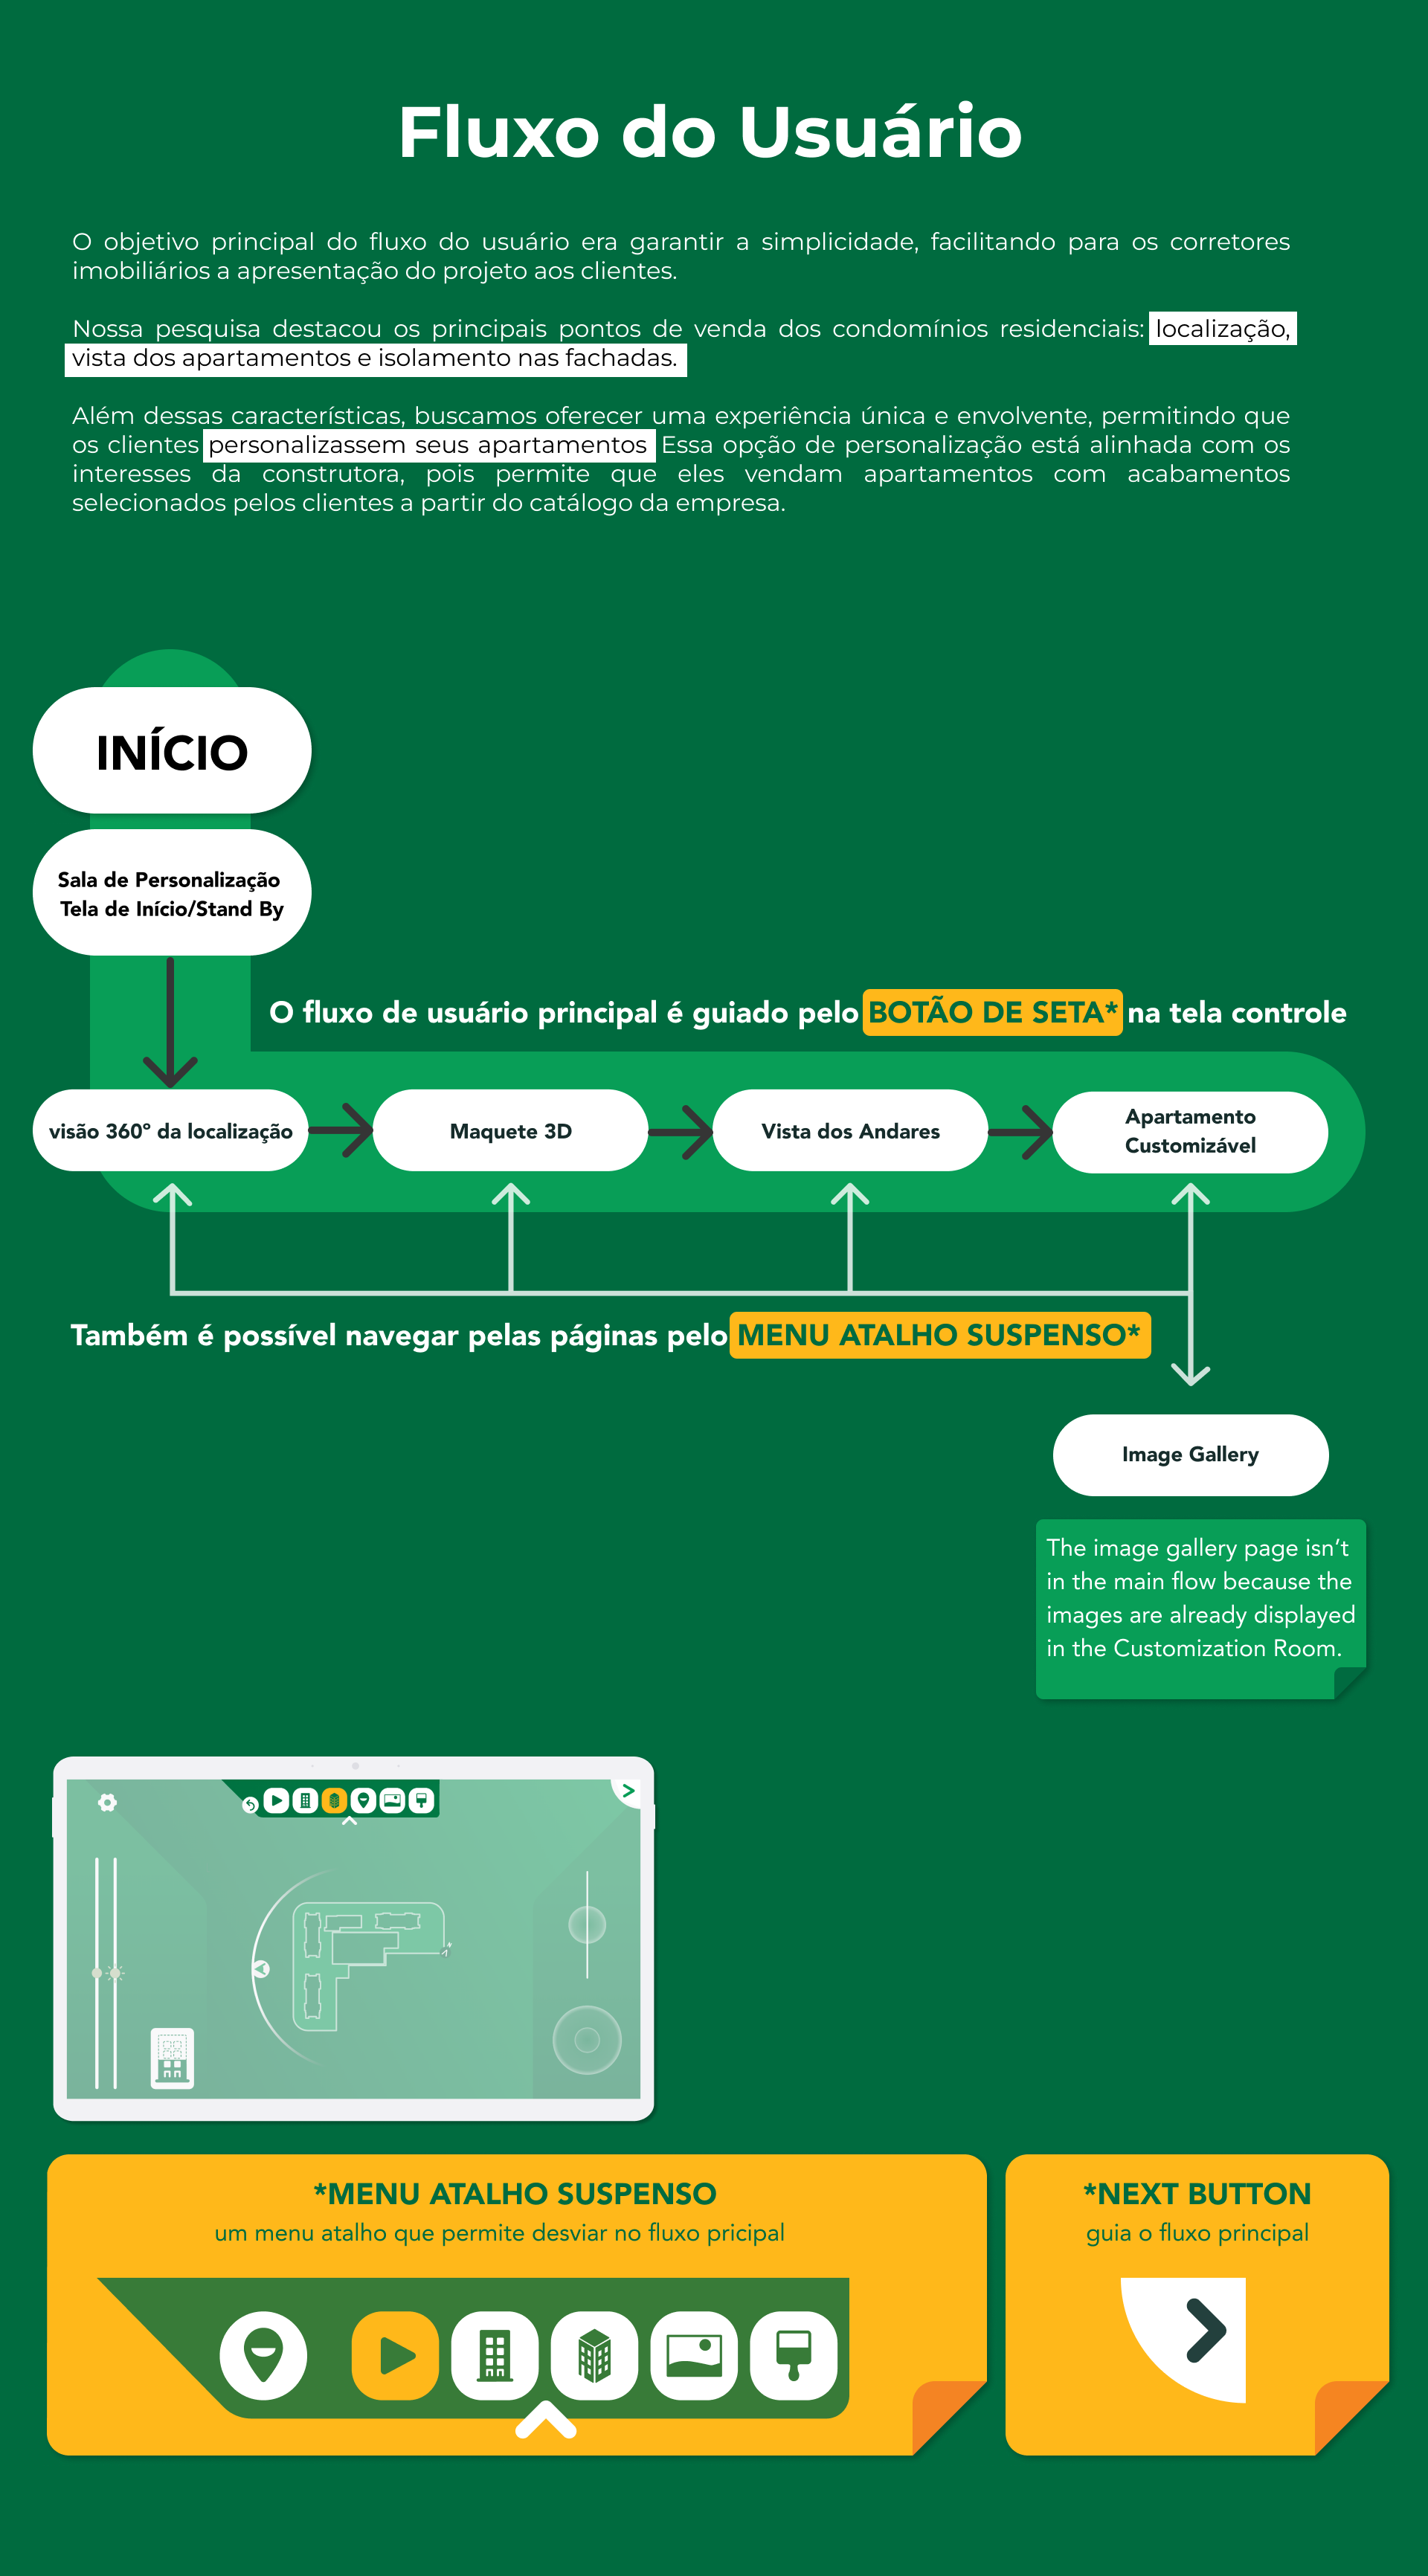 Fluxo do Usuário
O objetivo principal do fluxo do usuário era garantir a simplicidade, facilitando para os corretores
imobiliários a apresentação do projeto aos clientes.
Nossa pesquisa destacou os principais pontos de venda dos condomínios residenciais: localização,
vista dos apartamentos e isolamento nas fachadas.
Além dessas características, buscamos oferecer uma experiência única e envolvente, permitindo que
os clientes personalizassem seus apartamentos Essa opção de personalização está alinhada com os
interesses da construtora, pois permite que eles vendam apartamentos com acabamentos
selecionados pelos clientes a partir do catálogo da empresa.
INÍCIO
Sala de Personalização
Tela de Início/Stand By
O fluxo de usuário principal é guiado pelo BOTÃO DE SETA* na tela controle
visão 360º da localização
Maquete 3D
Vista dos Andares
Apartamento
Customizável
Também é possível navegar pelas páginas pelo MENU ATALHO SUSPENSO*
Image Gallery
The image gallery page isn't
in the main flow because the
images are already displayed
in the Customization Room.
*MENU ATALHO SUSPENSO
um menu atalho que permite desviar no fluxo pricipal
*NEXT BUTTON
guia o fluxo principal